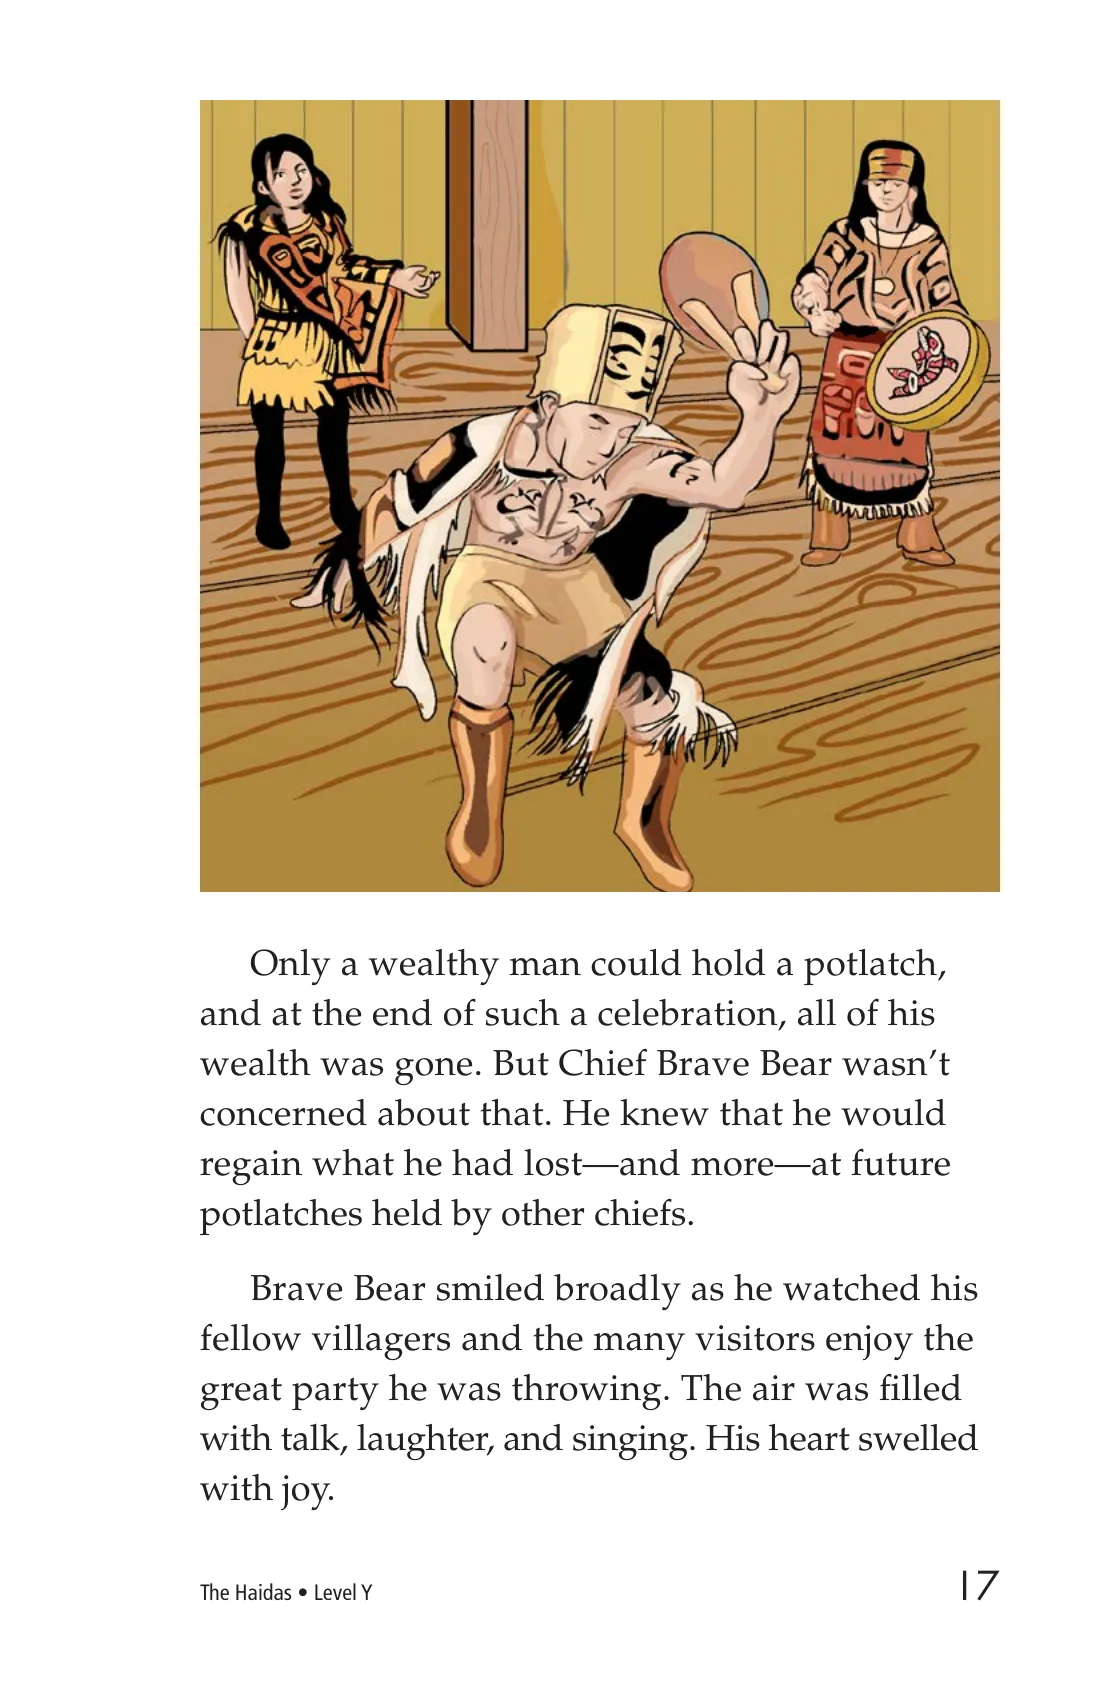 Only a wealthy man could hold a potlatch,
and at the end of such a celebration, all of his
wealth was gone. But Chief Brave Bear wasn’t
concerned about that. He knew that he would
regain what he had lost—and more—at future
potlatches held by other chiefs.
Brave Bear smiled broadly as he watched his
fellow villagers and the many visitors enjoy the
great party he was throwing. The air was filled
with talk, laughter, and singing. His heart swelled
with joy.
The Haidas • Level Y
17